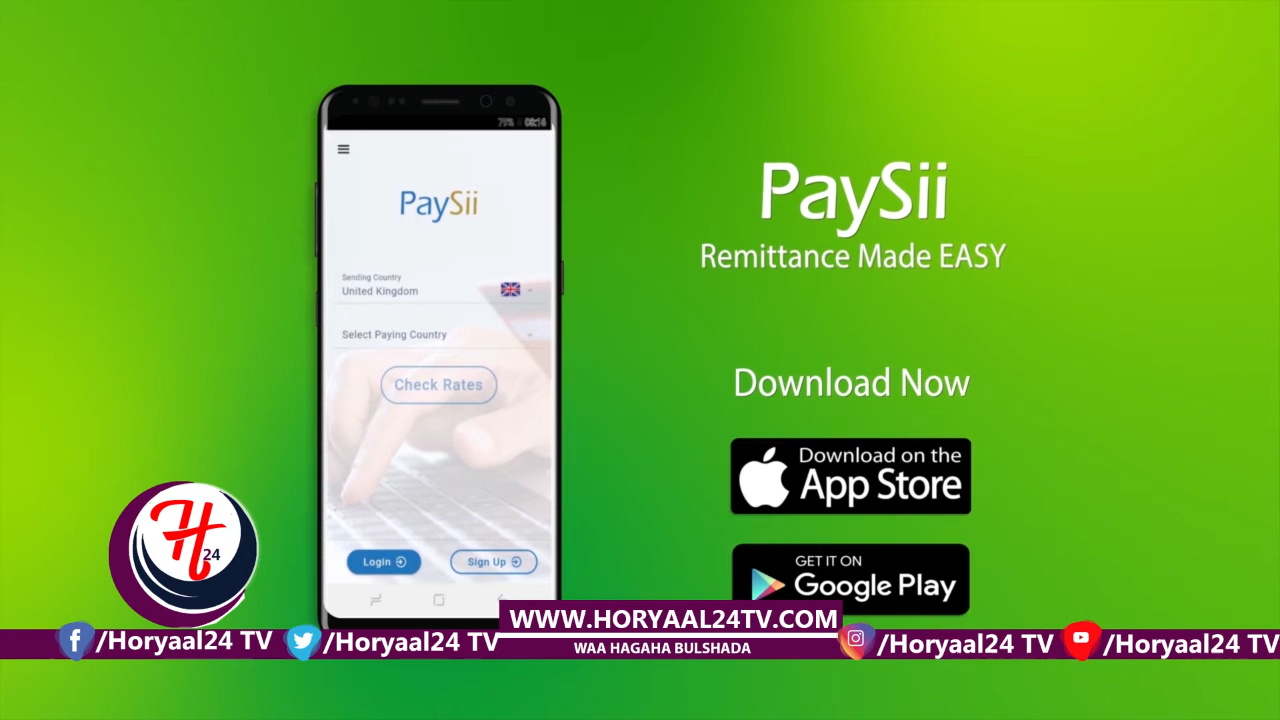 79% 08:16
PaySii
Sending Country
United Kingdom
Select Paying Country
Check Rates
Login
Sign Up
PaySii
Remittance Made EASY
Download Now
Download on the
App Store
GET IT ON
Google Play
H24
WWW.HORYAAL24TV.COM
/Horyaal24 TV
/Horyaal24 TV
WAA HAGAHA BULSHADA
/Horyaal24 TV
/Horyaal24 TV